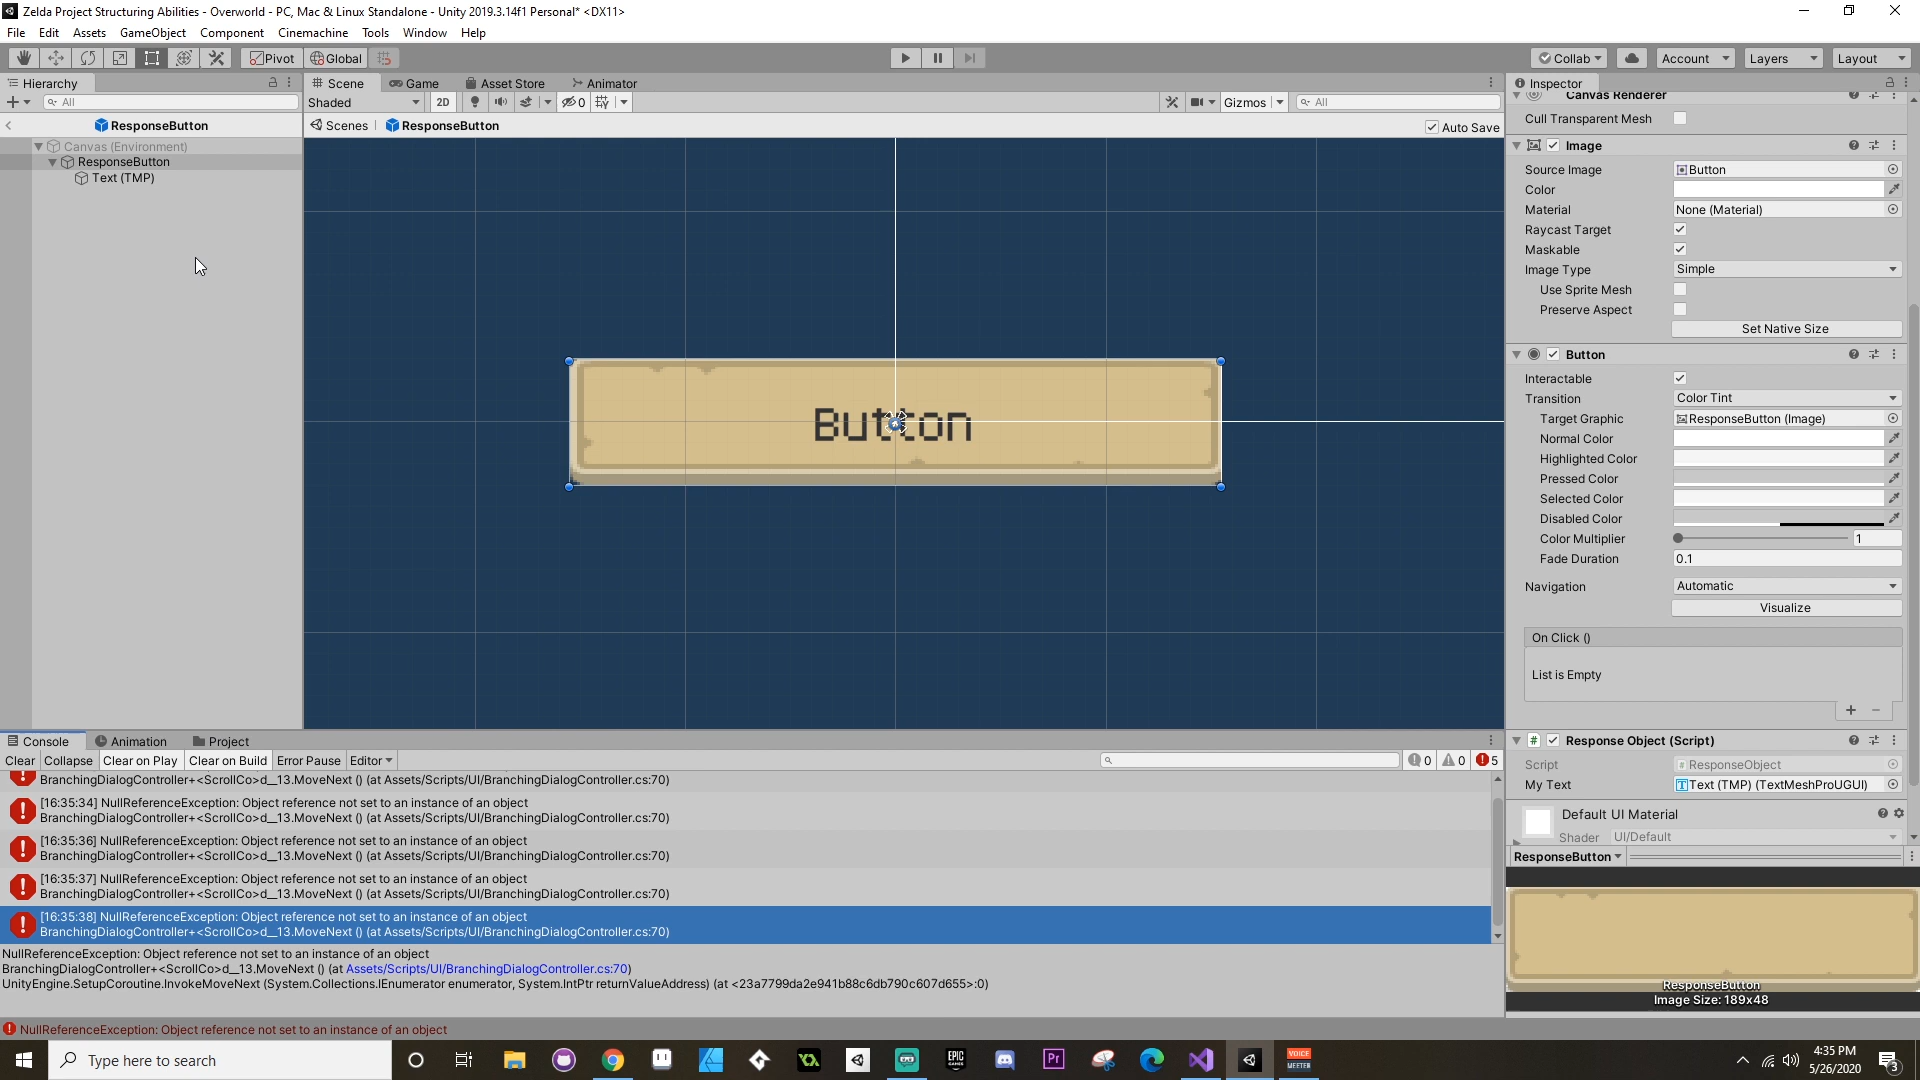 Zelda Project Structuring Abilities - Overworld - PC, Mac & Linux Standalone - Unity 2019.3.14f1 Personal* <DX11>
File Edit Assets GameObject Component Cinemachine Tools Window Help
Pivot Global Collab Account Layers Layout
Hierarchy
All
ResponseButton
Canvas (Environment)
ResponseButton
Text (TMP)
Scene Game Asset Store Animator
Shaded 2D 0 Gizmos All
Scenes ResponseButton Auto Save
Button
Inspector
Canvas Renderer
Cull Transparent Mesh
Image
Source Image Button
Color
Material None (Material)
Raycast Target
Maskable
Image Type Simple
Use Sprite Mesh
Preserve Aspect
Set Native Size
Button
Interactable
Transition Color Tint
Target Graphic ResponseButton (Image)
Normal Color
Highlighted Color
Pressed Color
Selected Color
Disabled Color
Color Multiplier 1
Fade Duration 0.1
Navigation Automatic
Visualize
On Click ()
List is Empty
Response Object (Script)
Script ResponseObject
My Text Text (TMP) (TextMeshProUGUI)
Default UI Material
Shader UI/Default
ResponseButton
ResponseButton
Image Size: 189x48
Console Animation Project
Clear Collapse Clear on Play Clear on Build Error Pause Editor 0 0 5
BranchingDialogController+<ScrollCo>d__13.MoveNext () (at Assets/Scripts/UI/BranchingDialogController.cs:70)
[16:35:34] NullReferenceException: Object reference not set to an instance of an object
BranchingDialogController+<ScrollCo>d__13.MoveNext () (at Assets/Scripts/UI/BranchingDialogController.cs:70)
[16:35:36] NullReferenceException: Object reference not set to an instance of an object
BranchingDialogController+<ScrollCo>d__13.MoveNext () (at Assets/Scripts/UI/BranchingDialogController.cs:70)
[16:35:37] NullReferenceException: Object reference not set to an instance of an object
BranchingDialogController+<ScrollCo>d__13.MoveNext () (at Assets/Scripts/UI/BranchingDialogController.cs:70)
[16:35:38] NullReferenceException: Object reference not set to an instance of an object
BranchingDialogController+<ScrollCo>d__13.MoveNext () (at Assets/Scripts/UI/BranchingDialogController.cs:70)
NullReferenceException: Object reference not set to an instance of an object
BranchingDialogController+<ScrollCo>d__13.MoveNext () (at Assets/Scripts/UI/BranchingDialogController.cs:70)
UnityEngine.SetupCoroutine.InvokeMoveNext (System.Collections.IEnumerator enumerator, System.IntPtr returnValueAddress) (at <23a7799da2e941b88c6db790c607d655>:0)
NullReferenceException: Object reference not set to an instance of an object
Type here to search
EPIC GAMES
Pr
VOICE MEETER
4:35 PM
5/26/2020
3